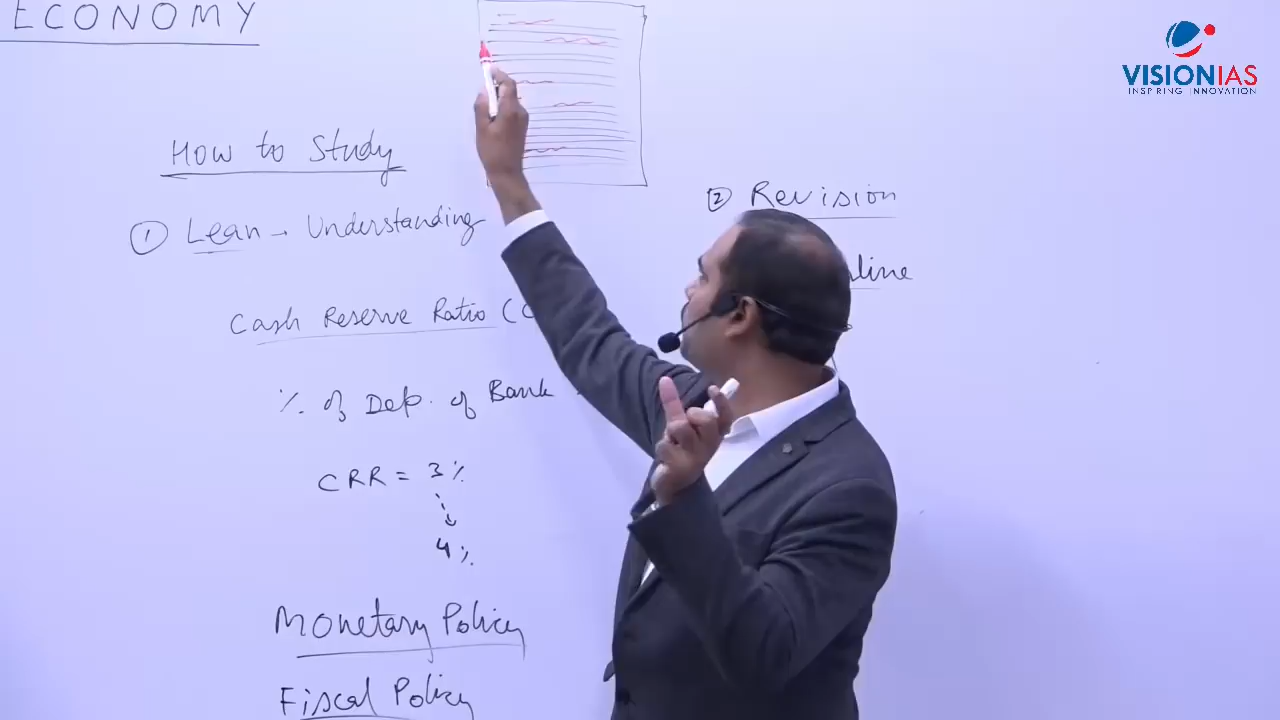 ECONOMY
VISIONIAS
INSPIRING INNOVATION
How to Study
① Lean → Understanding
② Revision
line
Cash Reserve Ratio (C
% of Dep. of Bank
CRR = 3%
4%
Monetary Policy
Fiscal Policy